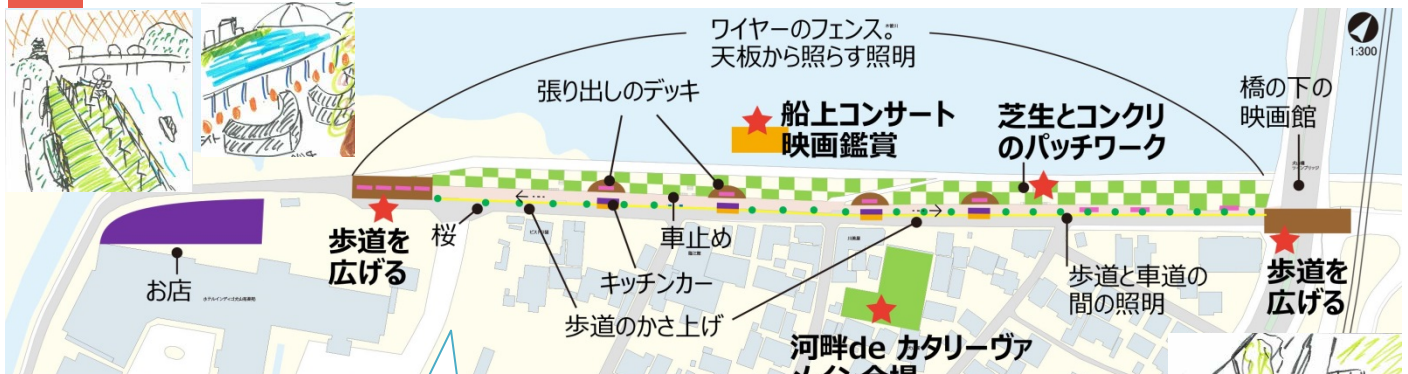 ワイヤーのフェンス。
天板から照らす照明
1:300
張り出しのデッキ
船上コンサート
映画鑑賞
芝生とコンクリ
のパッチワーク
橋の下の
映画館
お店
歩道を
広げる
桜
車止め
キッチンカー
歩道のかさ上げ
歩道と車道の
間の照明
歩道を
広げる
河畔de カタリーヴァ